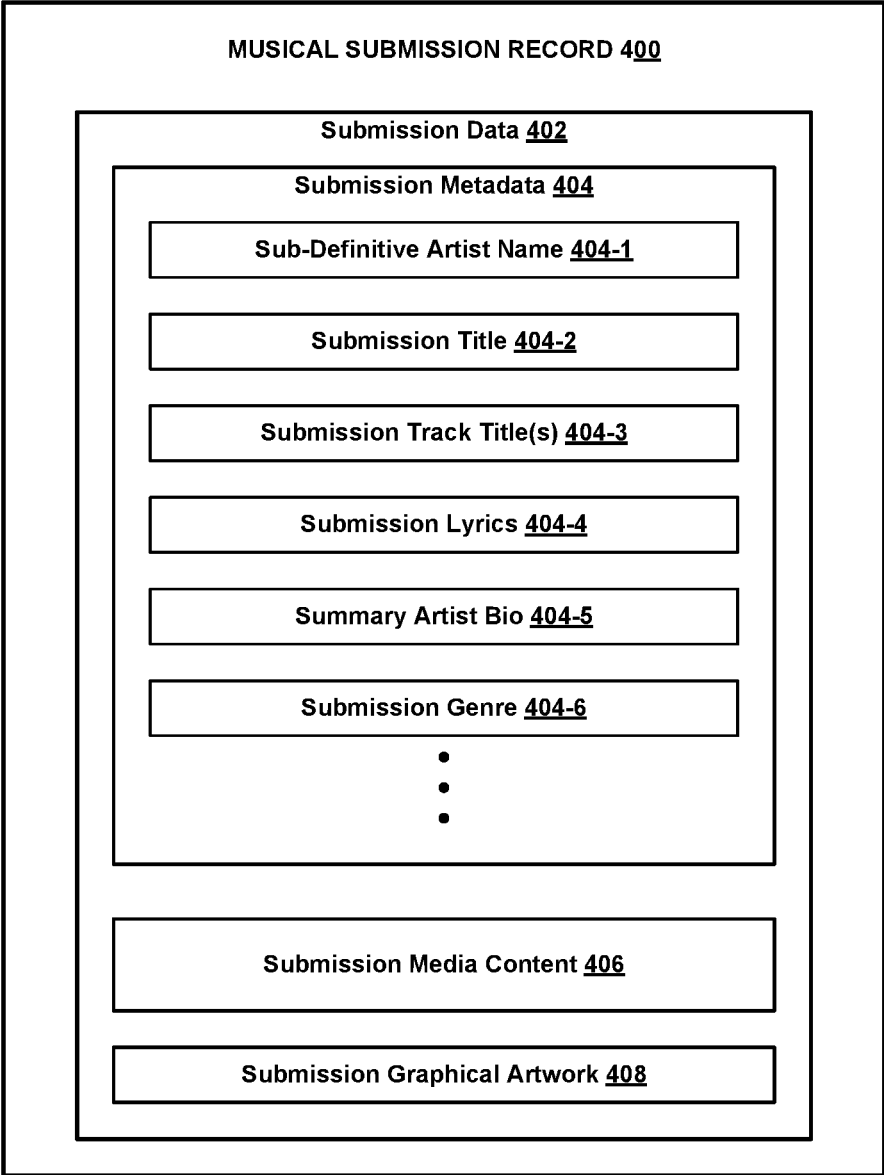 MUSICAL SUBMISSION RECORD 400
Submission Data 402
Submission Metadata 404
Sub-Definitive Artist Name 404-1
Submission Title 404-2
Submission Track Title(s) 404-3
Submission Lyrics 404-4
Summary Artist Bio 404-5
Submission Genre 404-6
Submission Media Content 406
Submission Graphical Artwork 408